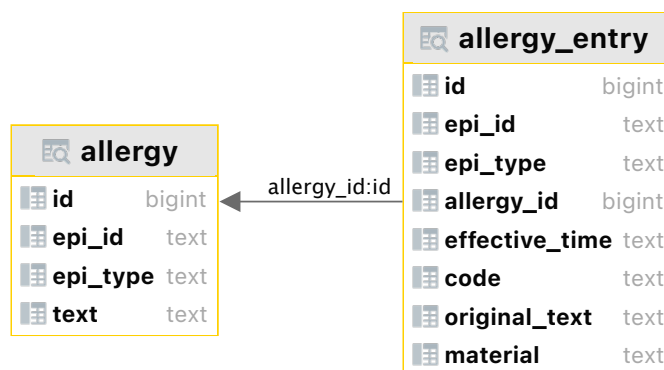 allergy
id bigint
epi_id text
epi_type text
text text
allergy_id:id
allergy_entry
id bigint
epi_id text
epi_type text
allergy_id bigint
effective_time text
code text
original_text text
material text